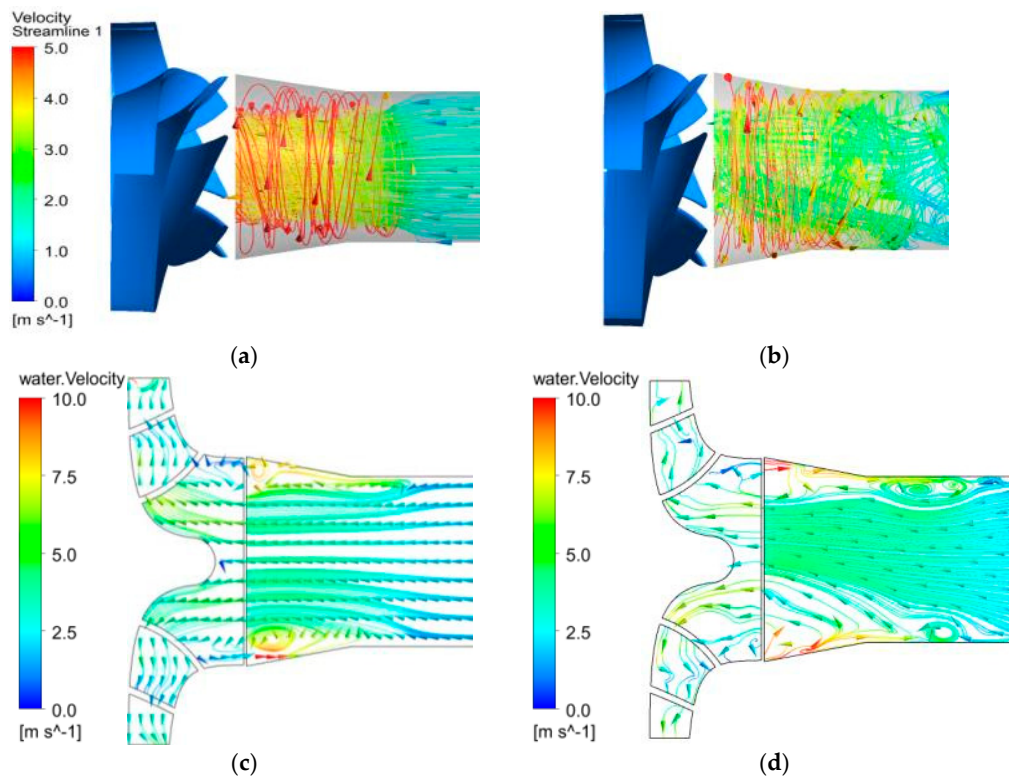 Velocity
Streamline 1
5.0
4.0
3.0
2.0
1.0
0.0
[m s^-1]
(a)
(b)
water.Velocity
10.0
7.5
5.0
2.5
0.0
[m s^-1]
(c)
water.Velocity
10.0
7.5
5.0
2.5
0.0
[m s^-1]
(d)